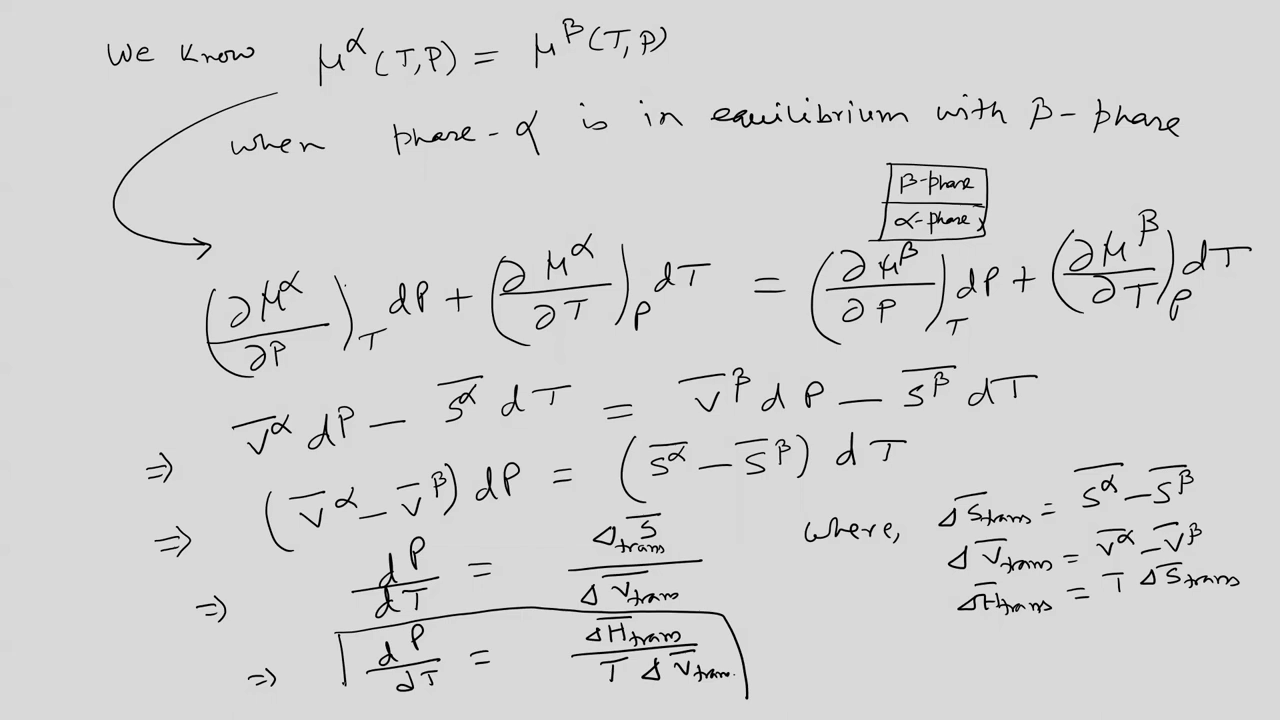 We know μ^α(T,P) = μ^β(T,P)
when phase-α is in equilibrium with β-phase
β-phase
α-phase
(∂μ^α/∂P)_T dP + (∂μ^α/∂T)_P dT = (∂μ^β/∂P)_T dP + (∂μ^β/∂T)_P dT
⇒ V̅^α dP − S̅^α dT = V̅^β dP − S̅^β dT
⇒ (V̅^α − V̅^β) dP = (S̅^α − S̅^β) dT
⇒ dP/dT = Δ_trans S̅ / ΔV̅_trans
⇒ dP/dT = ΔH̅_trans / T ΔV̅_trans.
where, ΔS̅_trans = S̅^α − S̅^β
ΔV̅_trans = V̅^α − V̅^β
ΔH̅_trans = T ΔS̅_trans